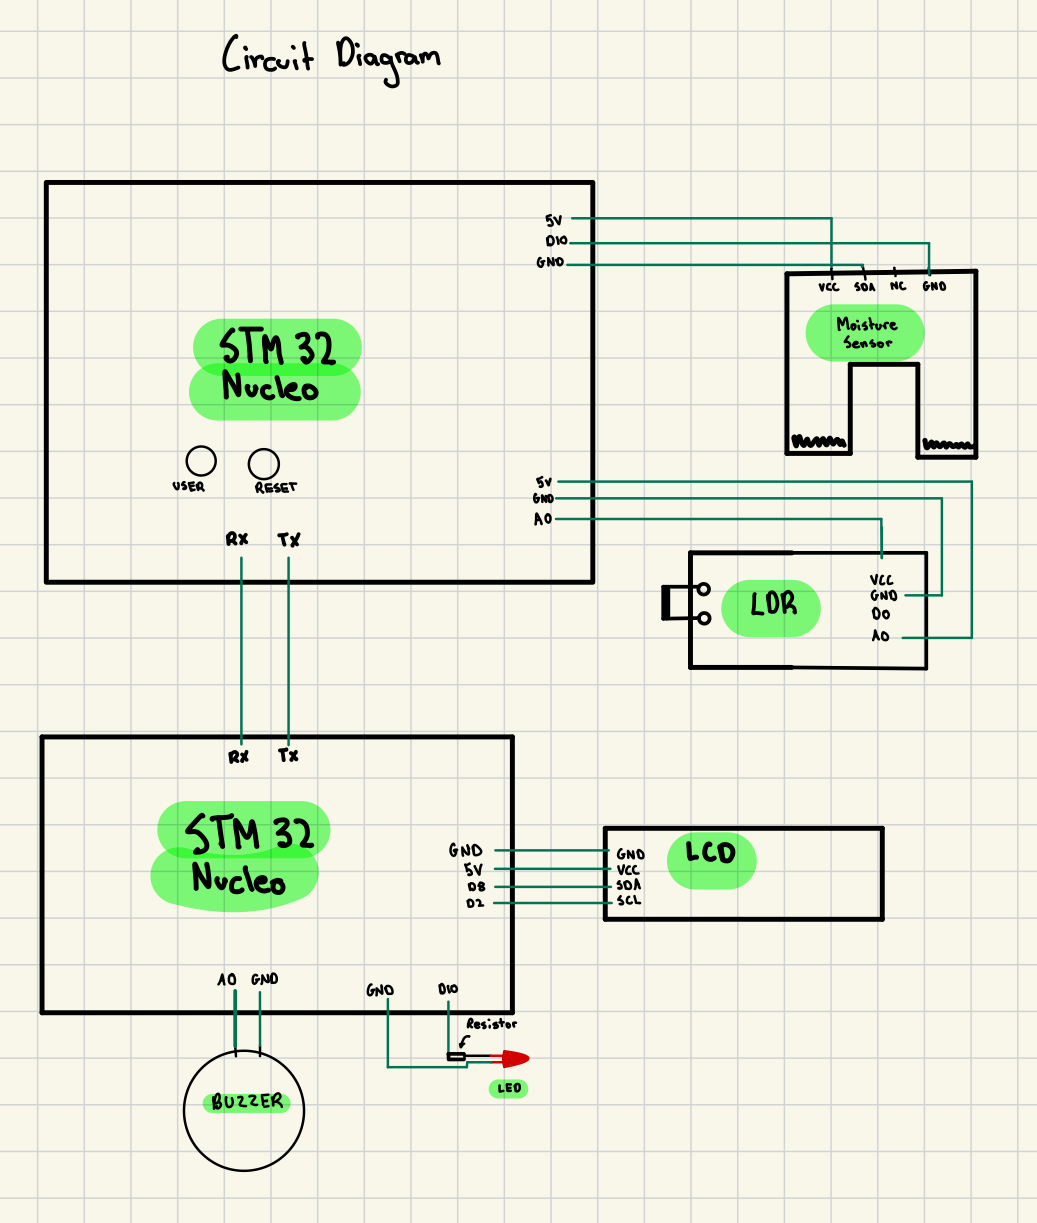 Circuit Diagram
5V
D10
GND
VCC SDA NC GND
Moisture
Sensor
STM 32
Nucleo
USER RESET
5V
GND
A0
RX TX
VCC
GND
D0
A0
LDR
RX TX
STM 32
Nucleo
GND
5V
D8
D2
GND
VCC
SDA
SCL
LCD
A0 GND
GND D10
Resistor
LED
BUZZER